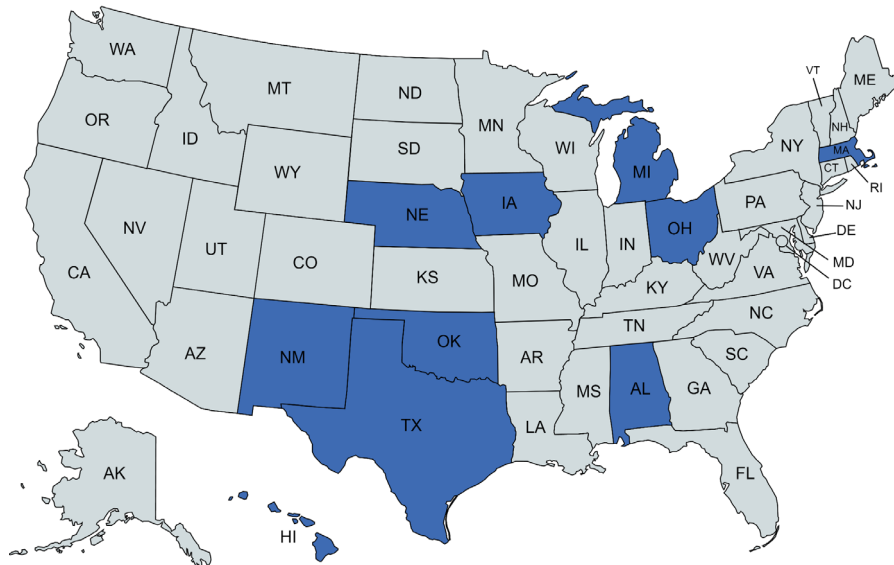 WA
MT
ND
MN
VT
ME
OR
ID
SD
WI
NH
NY
WY
MI
MA
CT
RI
NV
NE
IA
PA
NJ
UT
CO
IL
IN
OH
DE
CA
KS
MO
WV
VA
MD
KY
DC
AZ
NM
OK
AR
TN
NC
SC
TX
MS
AL
GA
LA
AK
FL
HI